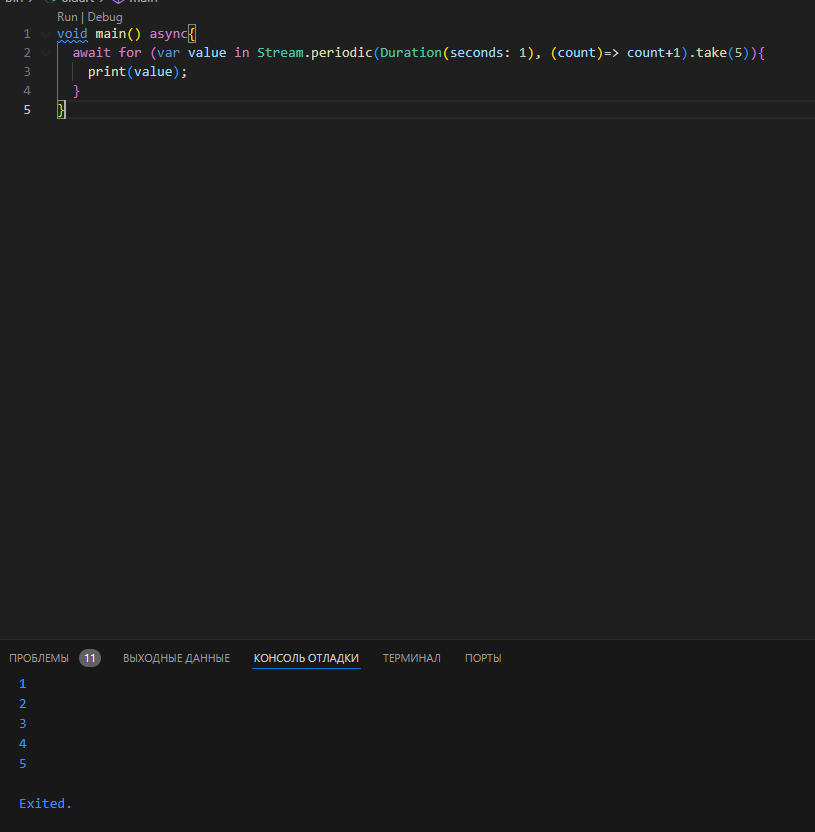 main
Run | Debug
1 void main() async{
2 await for (var value in Stream.periodic(Duration(seconds: 1), (count)=> count+1).take(5)){
3 print(value);
4 }
5 }
ПРОБЛЕМЫ 11 ВЫХОДНЫЕ ДАННЫЕ КОНСОЛЬ ОТЛАДКИ ТЕРМИНАЛ ПОРТЫ
1
2
3
4
5
Exited.